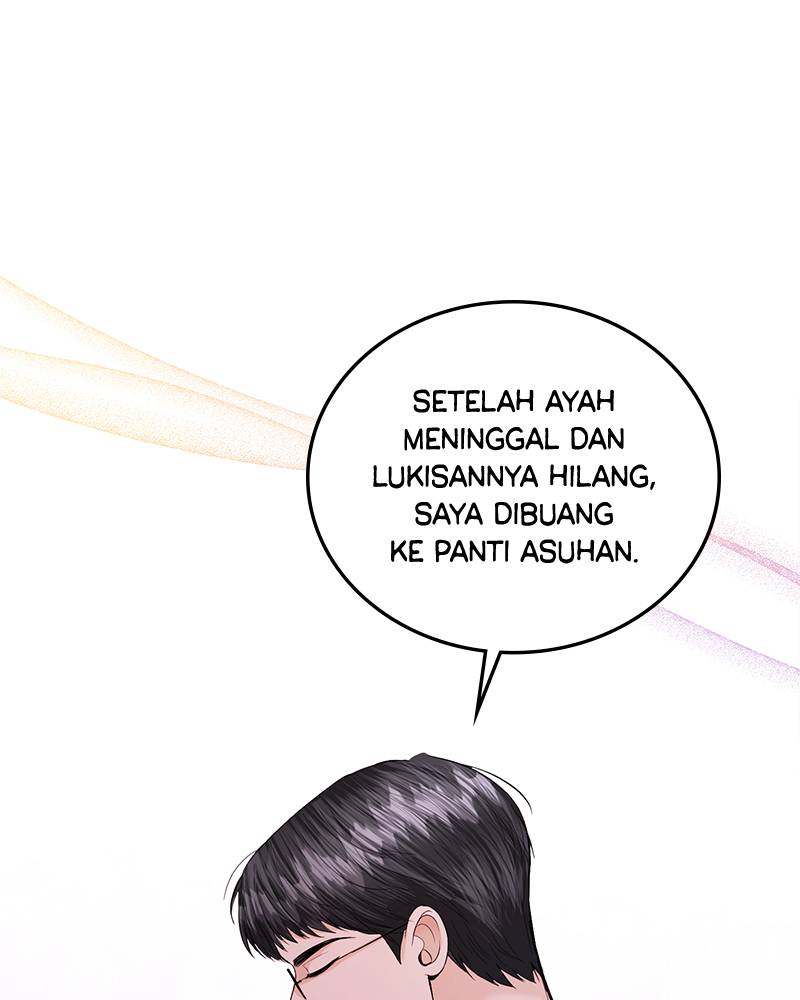 SETELAH AYAH
MENINGGAL DAN
LUKISANNYA HILANG,
SAYA DIBUANG
KE PANTI ASUHAN.